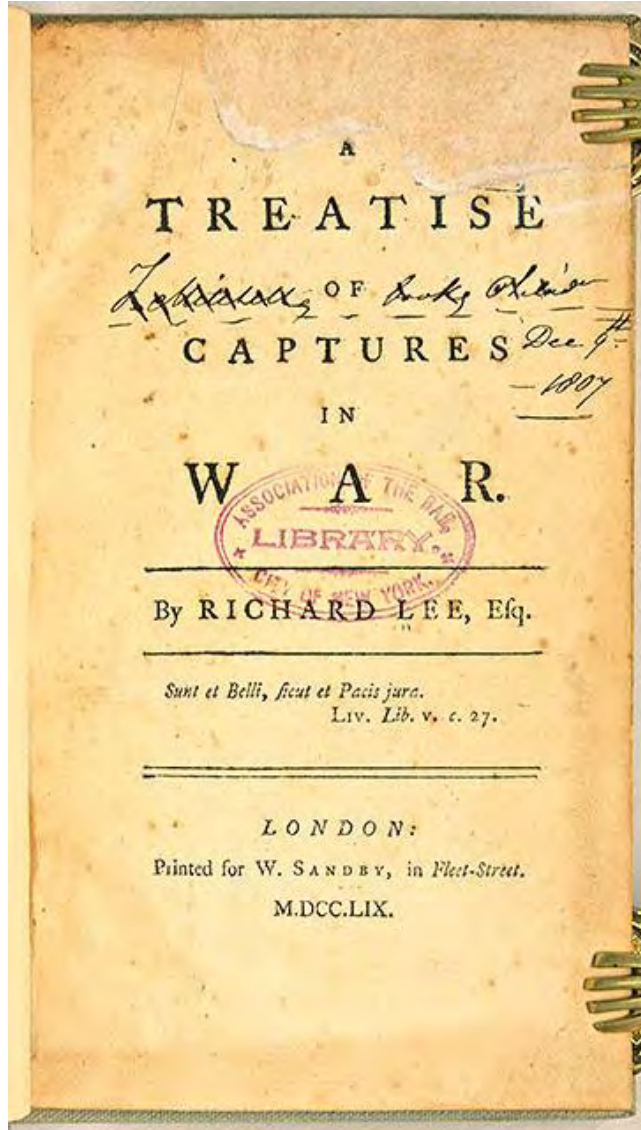 A
TREATISE
OF
CAPTURES
Dec 9th
1807
IN
WAR.
ASSOCIATION OF THE BAR,
LIBRARY.
CITY OF NEW YORK.
By RICHARD LEE, Eſq.
Sunt et Belli, ſicut et Pacis jura.
LIV. Lib. v. c. 27.
LONDON:
Printed for W. SANDBY, in Fleet-Street.
M.DCC.LIX.